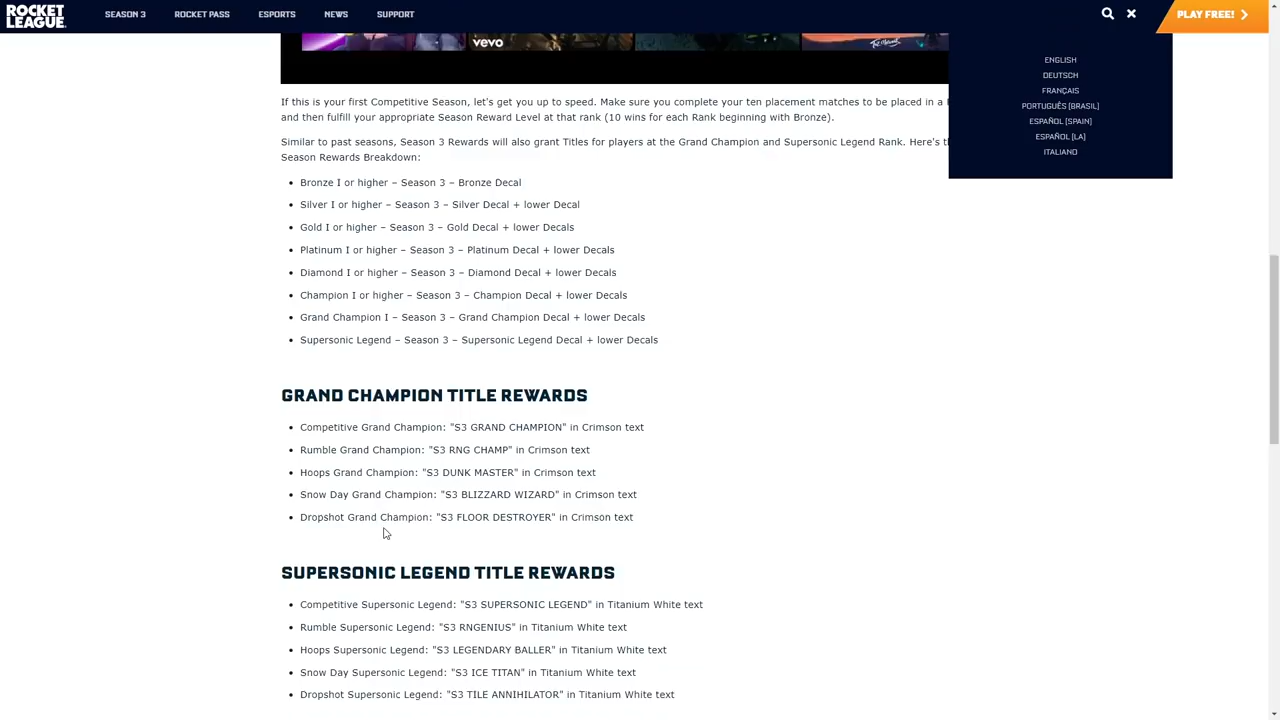 ROCKET
LEAGUE
SEASON 3
ROCKET PASS
ESPORTS
NEWS
SUPPORT
PLAY FREE!
vevo
ENGLISH
DEUTSCH
FRANÇAIS
PORTUGUÊS [BRASIL]
ESPAÑOL [SPAIN]
ESPAÑOL [LA]
ITALIANO
If this is your first Competitive Season, let's get you up to speed. Make sure you complete your ten placement matches to be placed in a
and then fulfill your appropriate Season Reward Level at that rank (10 wins for each Rank beginning with Bronze).
Similar to past seasons, Season 3 Rewards will also grant Titles for players at the Grand Champion and Supersonic Legend Rank. Here's
Season Rewards Breakdown:
• Bronze I or higher – Season 3 – Bronze Decal
• Silver I or higher – Season 3 – Silver Decal + lower Decal
• Gold I or higher – Season 3 – Gold Decal + lower Decals
• Platinum I or higher – Season 3 – Platinum Decal + lower Decals
• Diamond I or higher – Season 3 – Diamond Decal + lower Decals
• Champion I or higher – Season 3 – Champion Decal + lower Decals
• Grand Champion I – Season 3 – Grand Champion Decal + lower Decals
• Supersonic Legend – Season 3 – Supersonic Legend Decal + lower Decals
GRAND CHAMPION TITLE REWARDS
• Competitive Grand Champion: "S3 GRAND CHAMPION" in Crimson text
• Rumble Grand Champion: "S3 RNG CHAMP" in Crimson text
• Hoops Grand Champion: "S3 DUNK MASTER" in Crimson text
• Snow Day Grand Champion: "S3 BLIZZARD WIZARD" in Crimson text
• Dropshot Grand Champion: "S3 FLOOR DESTROYER" in Crimson text
SUPERSONIC LEGEND TITLE REWARDS
• Competitive Supersonic Legend: "S3 SUPERSONIC LEGEND" in Titanium White text
• Rumble Supersonic Legend: "S3 RNGENIUS" in Titanium White text
• Hoops Supersonic Legend: "S3 LEGENDARY BALLER" in Titanium White text
• Snow Day Supersonic Legend: "S3 ICE TITAN" in Titanium White text
• Dropshot Supersonic Legend: "S3 TILE ANNIHILATOR" in Titanium White text